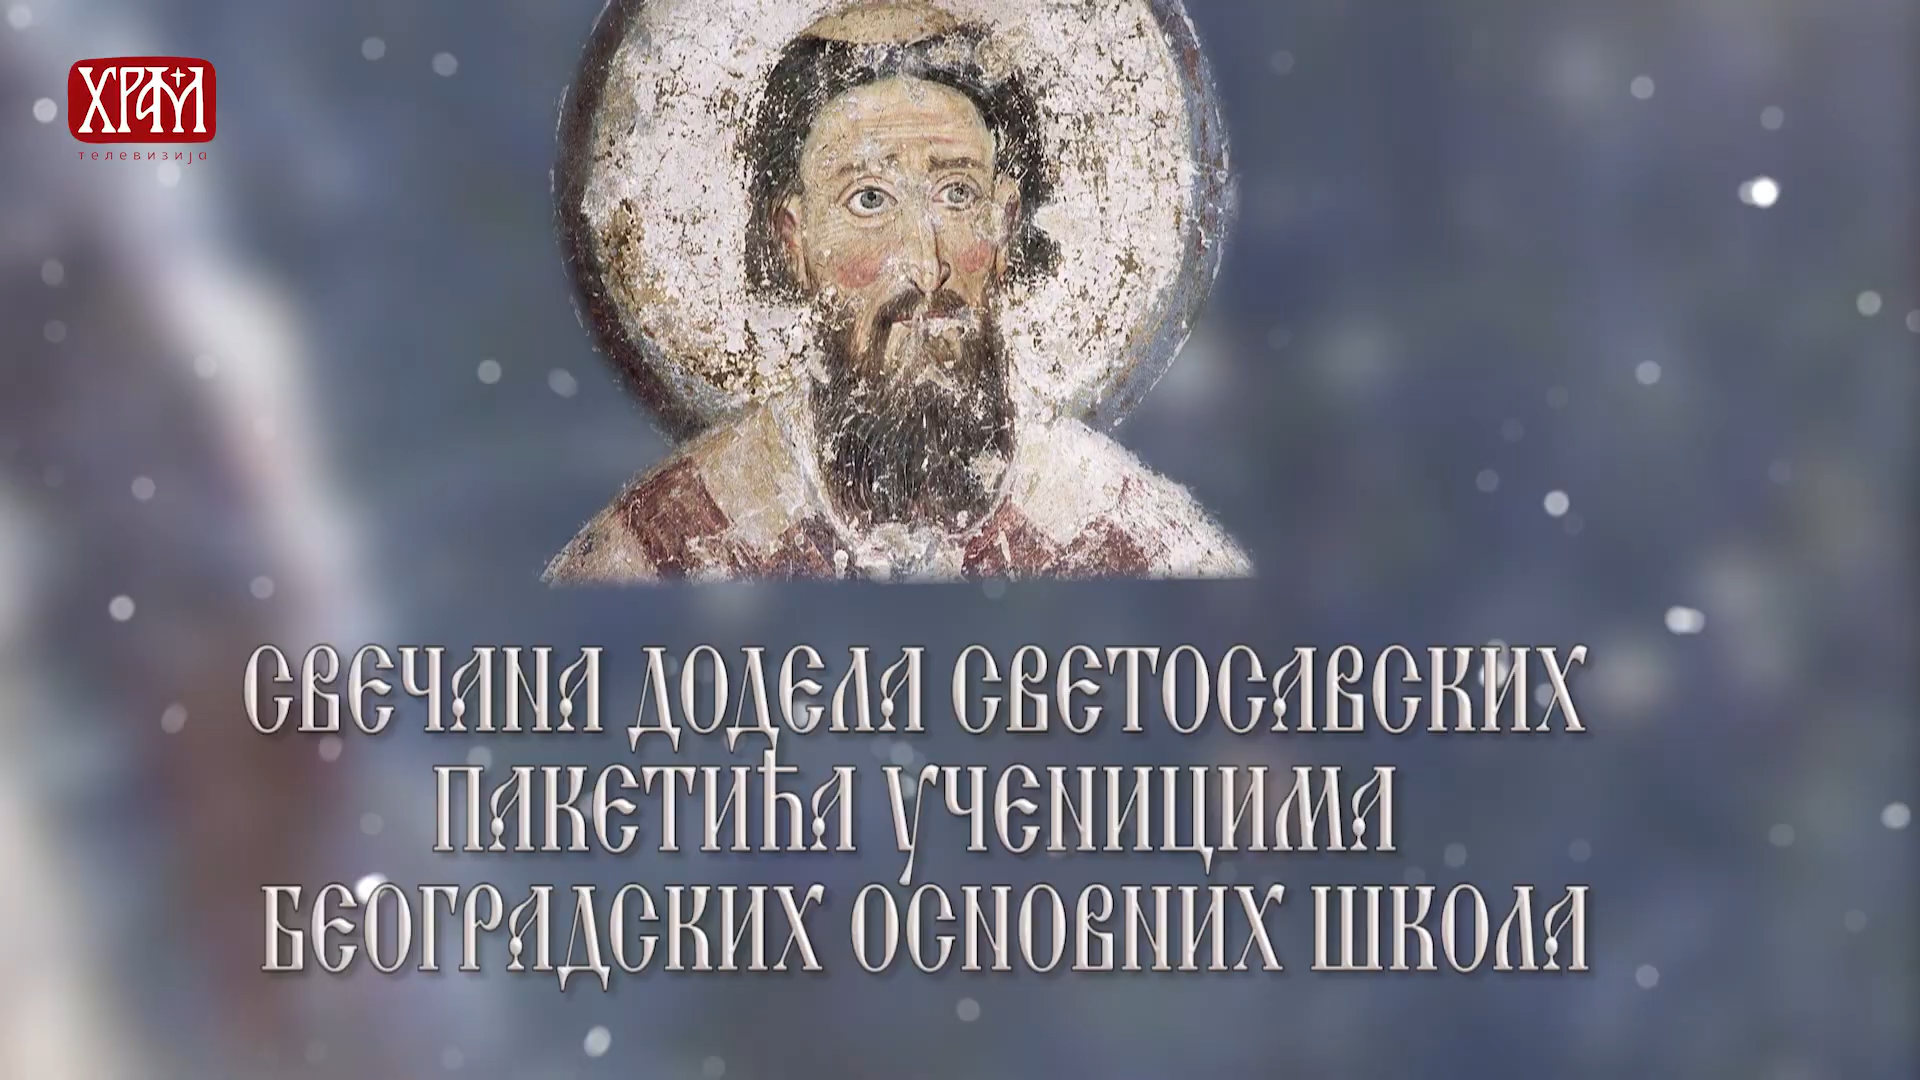 ХРАМ
телевизија
СВЕЧАНА ДОДЕЛА СВЕТОСАВСКИХ
ПАКЕТИЋА УЧЕНИЦИМА
БЕОГРАДСКИХ ОСНОВНИХ ШКОЛА